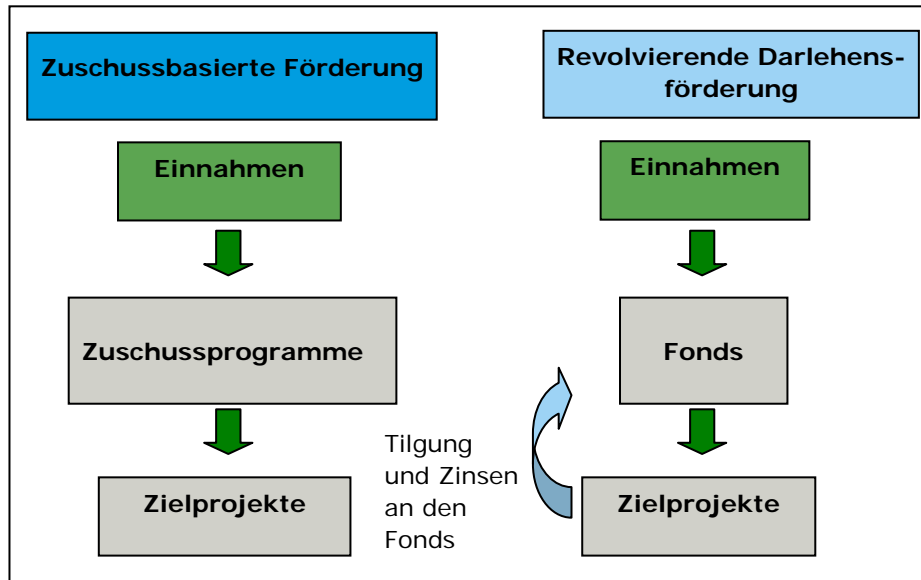 Zuschussbasierte Förderung
Einnahmen
Zuschussprogramme
Zielprojekte
Revolvierende Darlehens-
förderung
Einnahmen
Fonds
Tilgung
und Zinsen
an den
Fonds
Zielprojekte